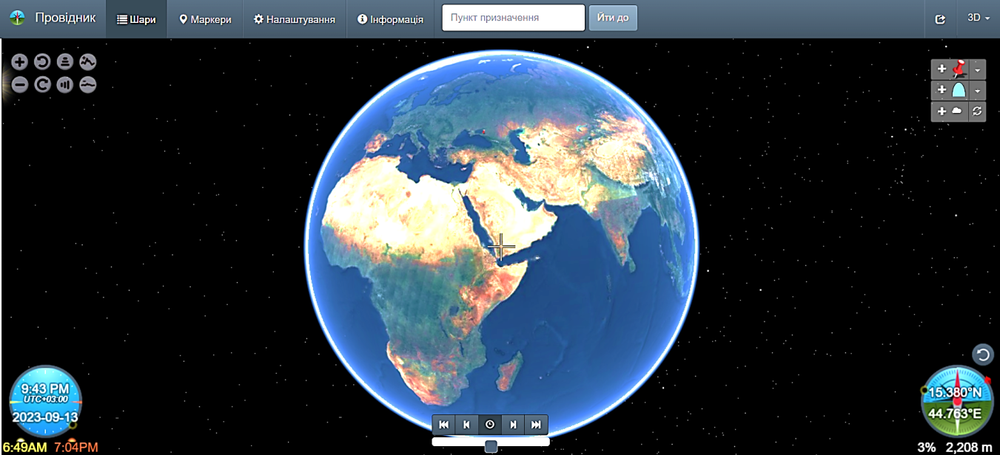 Провідник
Шари
Маркери
Налаштування
Інформація
Пункт призначення
Йти до
3D
9:43 PM
UTC+03:00
2023-09-13
6:49AM 7:04PM
15.380°N
44.763°E
3% 2,208 m